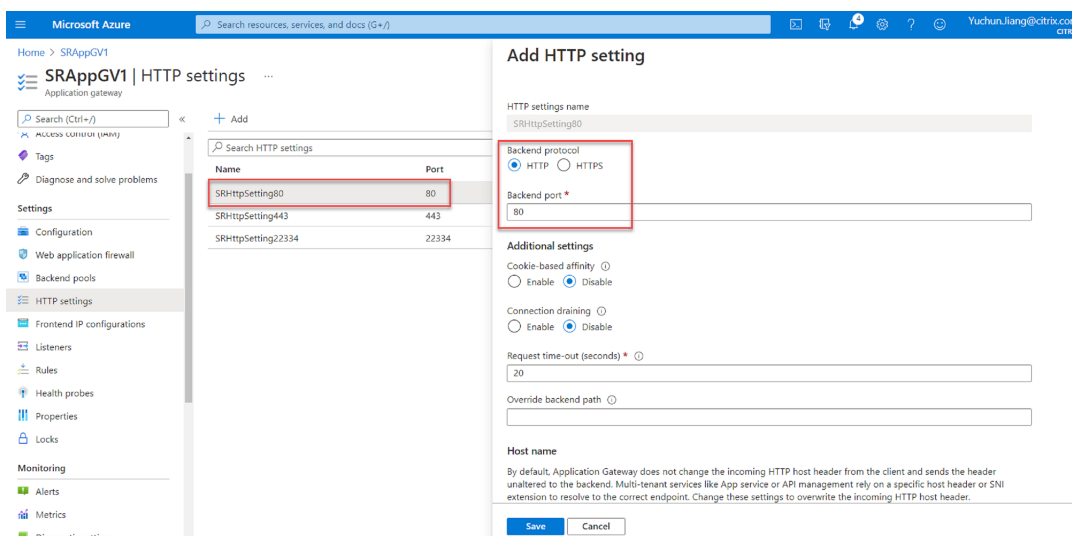 Microsoft Azure
Search resources, services, and docs (G+/)
4
Yuchun.Jiang@citrix.co
CITR
Home > SRAppGV1
SRAppGV1 | HTTP settings ...
Application gateway
Search (Ctrl+/)
«
Access control (IAM)
Tags
Diagnose and solve problems
Settings
Configuration
Web application firewall
Backend pools
HTTP settings
Frontend IP configurations
Listeners
Rules
Health probes
Properties
Locks
Monitoring
Alerts
Metrics
+ Add
Search HTTP settings
Name Port
SRHttpSetting80 80
SRHttpSetting443 443
SRHttpSetting22334 22334
Add HTTP setting
HTTP settings name
SRHttpSetting80
Backend protocol
HTTP HTTPS
Backend port *
80
Additional settings
Cookie-based affinity
Enable Disable
Connection draining
Enable Disable
Request time-out (seconds) *
20
Override backend path
Host name
By default, Application Gateway does not change the incoming HTTP host header from the client and sends the header
unaltered to the backend. Multi-tenant services like App service or API management rely on a specific host header or SNI
extension to resolve to the correct endpoint. Change these settings to overwrite the incoming HTTP host header.
Save Cancel